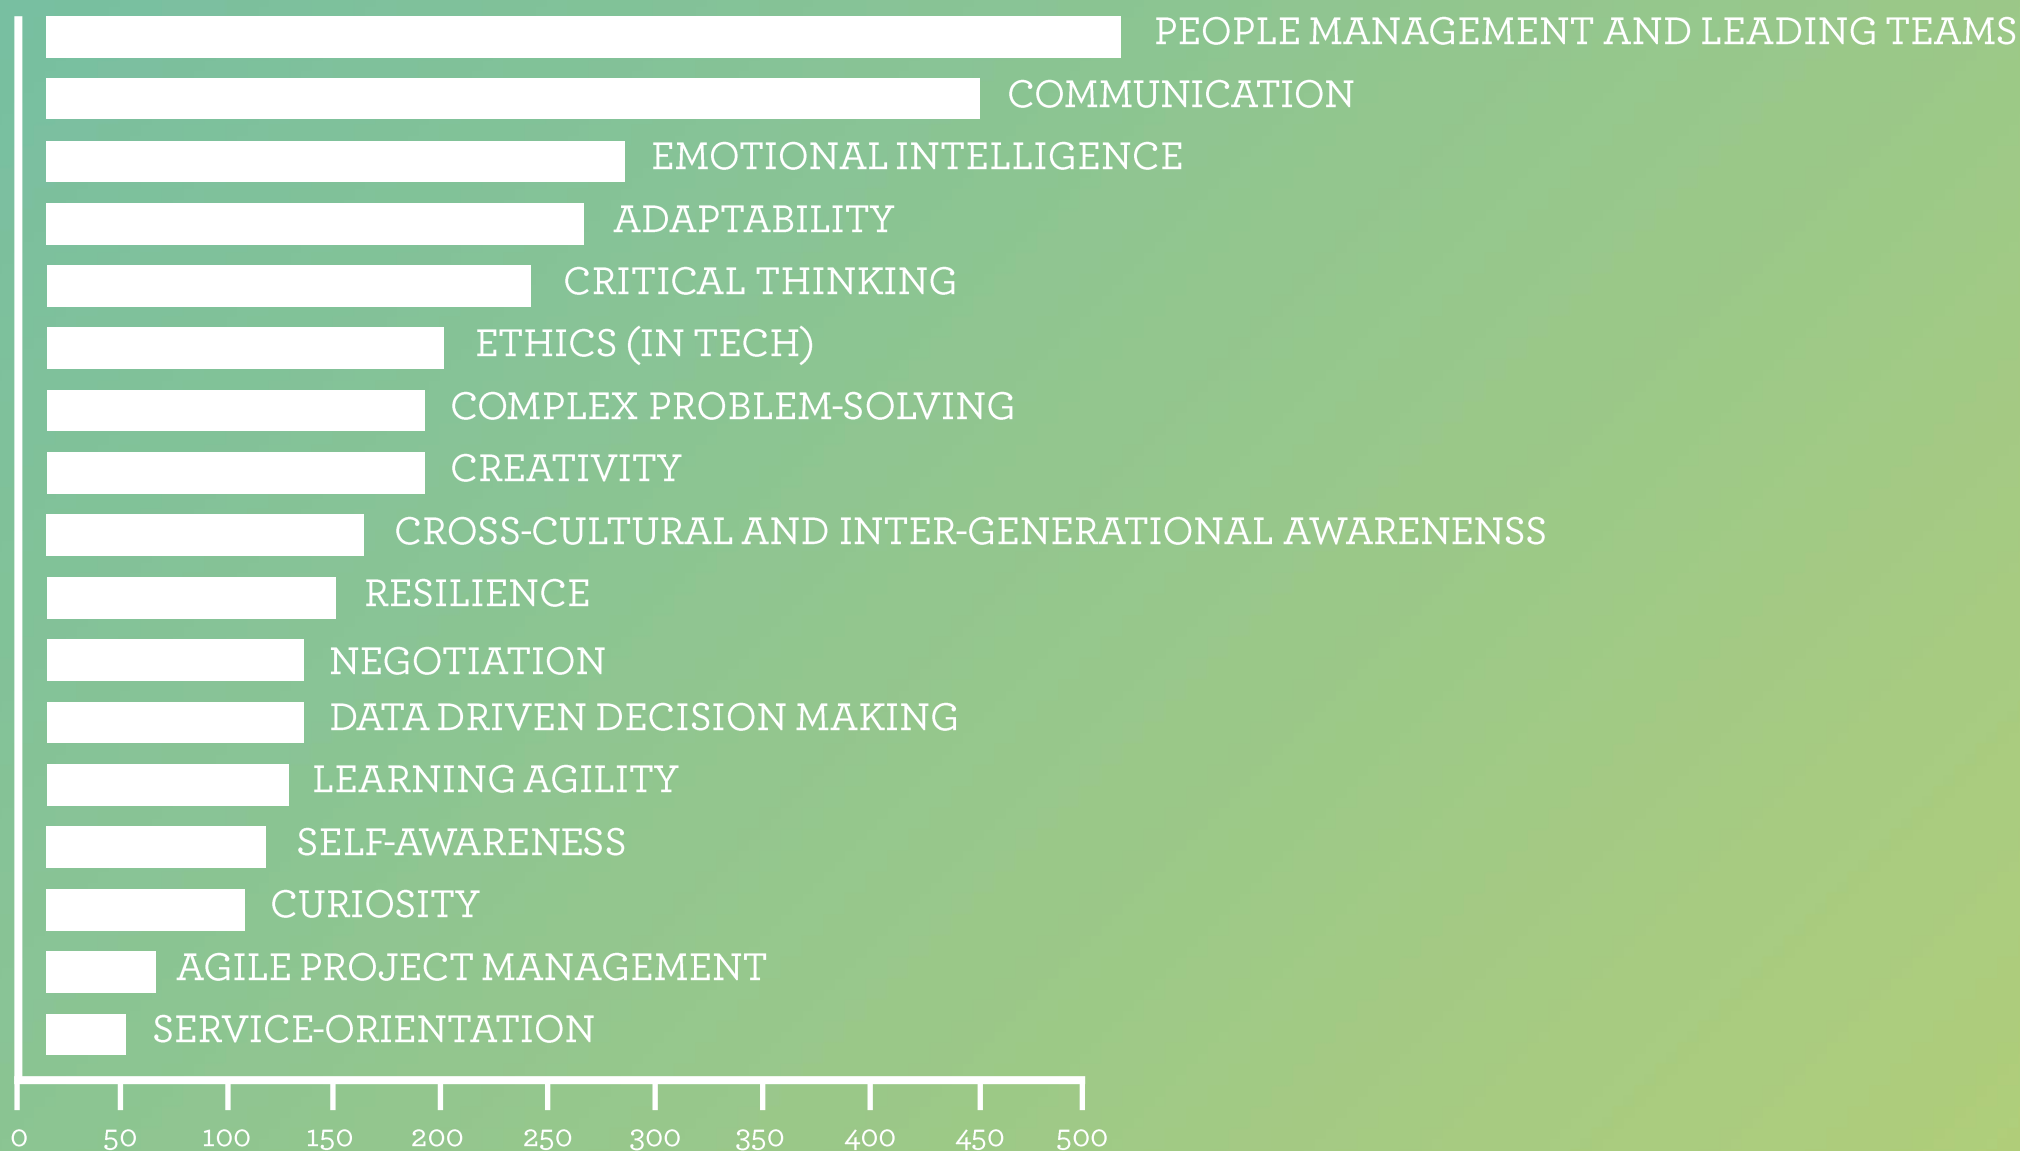 PEOPLE MANAGEMENT AND LEADING TEAMS
COMMUNICATION
EMOTIONAL INTELLIGENCE
ADAPTABILITY
CRITICAL THINKING
ETHICS (IN TECH)
COMPLEX PROBLEM-SOLVING
CREATIVITY
CROSS-CULTURAL AND INTER-GENERATIONAL AWARENENSS
RESILIENCE
NEGOTIATION
DATA DRIVEN DECISION MAKING
LEARNING AGILITY
SELF-AWARENESS
CURIOSITY
AGILE PROJECT MANAGEMENT
SERVICE-ORIENTATION
0 50 100 150 200 250 300 350 400 450 500